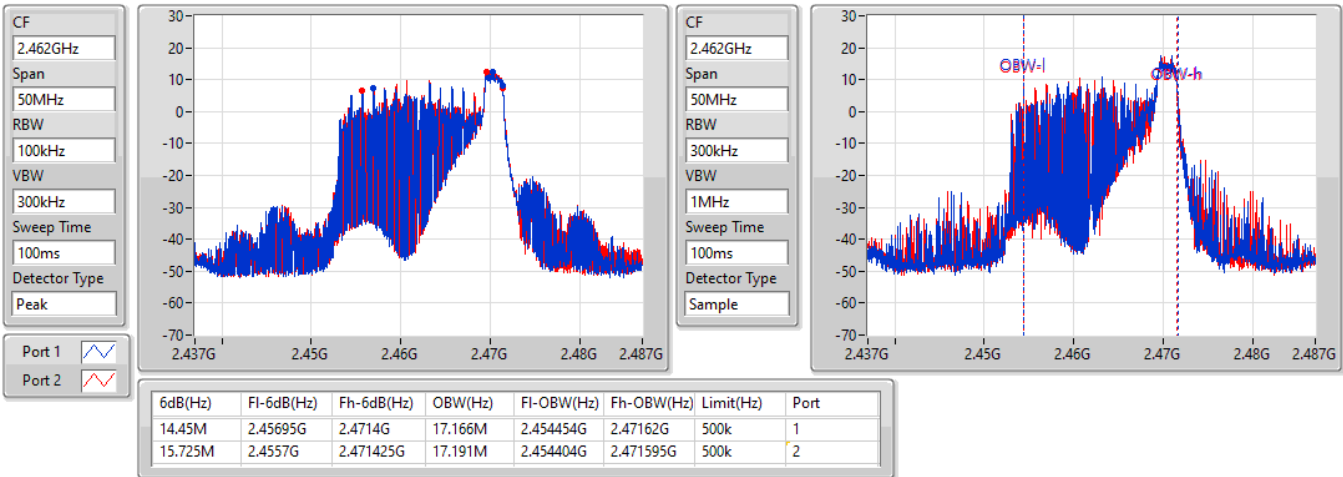 CF
2.462GHz
Span
50MHz
RBW
100kHz
VBW
300kHz
Sweep Time
100ms
Detector Type
Peak
Port 1
Port 2
30
20
10
0
-10
-20
-30
-40
-50
-60
-70
2.437G 2.45G 2.46G 2.47G 2.48G 2.487G
CF
2.462GHz
Span
50MHz
RBW
300kHz
VBW
1MHz
Sweep Time
100ms
Detector Type
Sample
30
20
10
0
-10
-20
-30
-40
-50
-60
-70
OBW-l
OBW-h
2.437G 2.45G 2.46G 2.47G 2.48G 2.487G
6dB(Hz) Fl-6dB(Hz) Fh-6dB(Hz) OBW(Hz) Fl-OBW(Hz) Fh-OBW(Hz) Limit(Hz) Port
14.45M 2.45695G 2.4714G 17.166M 2.454454G 2.47162G 500k 1
15.725M 2.4557G 2.471425G 17.191M 2.454404G 2.471595G 500k 2